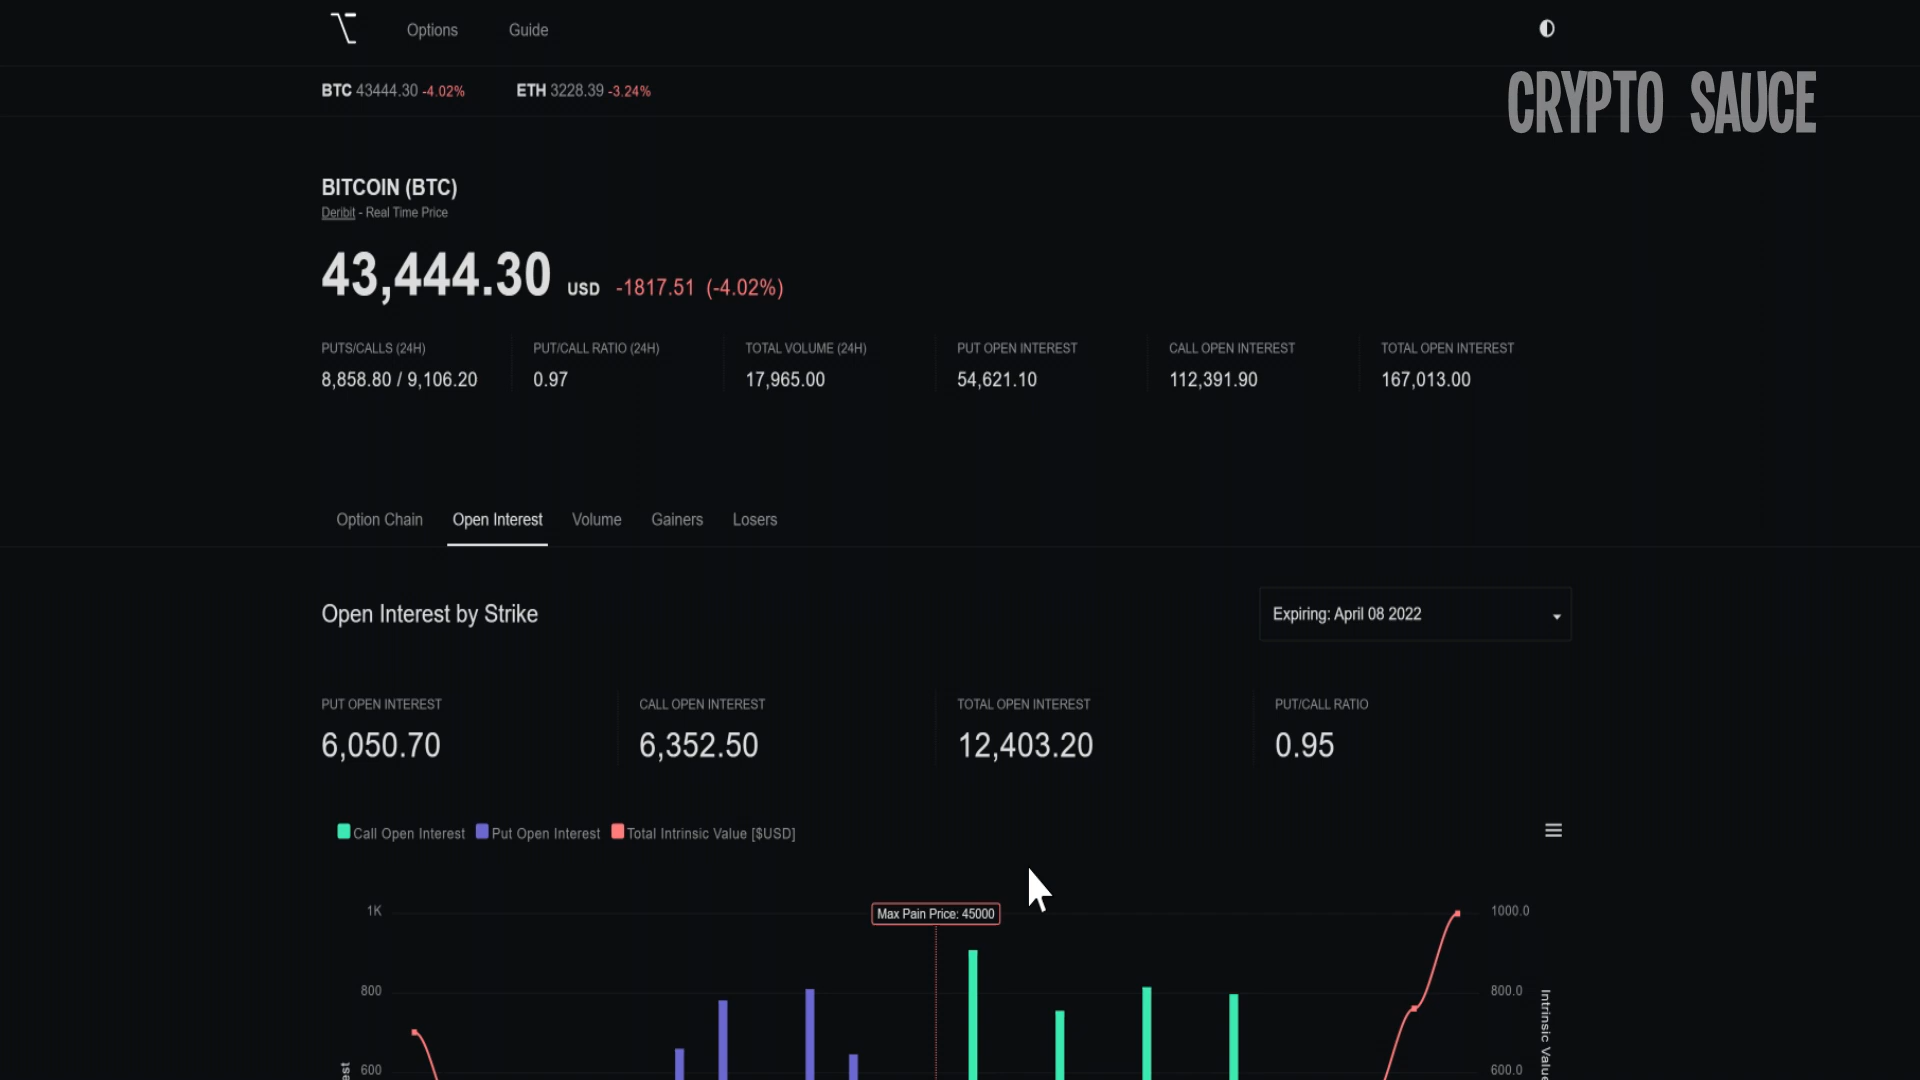 Options Guide
BTC 43444.30 -4.02% ETH 3228.39 -3.24%
CRYPTO SAUCE
BITCOIN (BTC)
Deribit - Real Time Price
43,444.30 USD -1817.51 (-4.02%)
PUTS/CALLS (24H) PUT/CALL RATIO (24H) TOTAL VOLUME (24H) PUT OPEN INTEREST CALL OPEN INTEREST TOTAL OPEN INTEREST
8,858.80 / 9,106.20 0.97 17,965.00 54,621.10 112,391.90 167,013.00
Option Chain Open Interest Volume Gainers Losers
Open Interest by Strike Expiring: April 08 2022
PUT OPEN INTEREST CALL OPEN INTEREST TOTAL OPEN INTEREST PUT/CALL RATIO
6,050.70 6,352.50 12,403.20 0.95
Call Open Interest Put Open Interest Total Intrinsic Value [$USD]
1K Max Pain Price: 45000 1000.0
800 800.0
600 600.0
Intrinsic Value